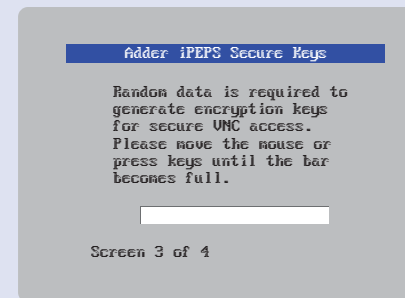 Adder iPEPS Secure Keys
Random data is required to
generate encryption keys
for secure VNC access.
Please move the mouse or
press keys until the bar
becomes full.
Screen 3 of 4